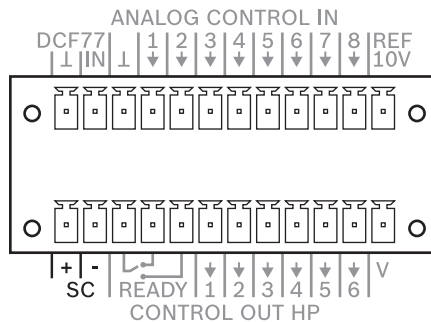 ANALOG CONTROL IN
DCF77 1 2 3 4 5 6 7 8 REF
⊥ IN ⊥ ↓ ↓ ↓ ↓ ↓ ↓ ↓ ↓ 10V
+ - ↓ ↓ ↓ ↓ ↓ ↓ V
SC READY 1 2 3 4 5 6
CONTROL OUT HP